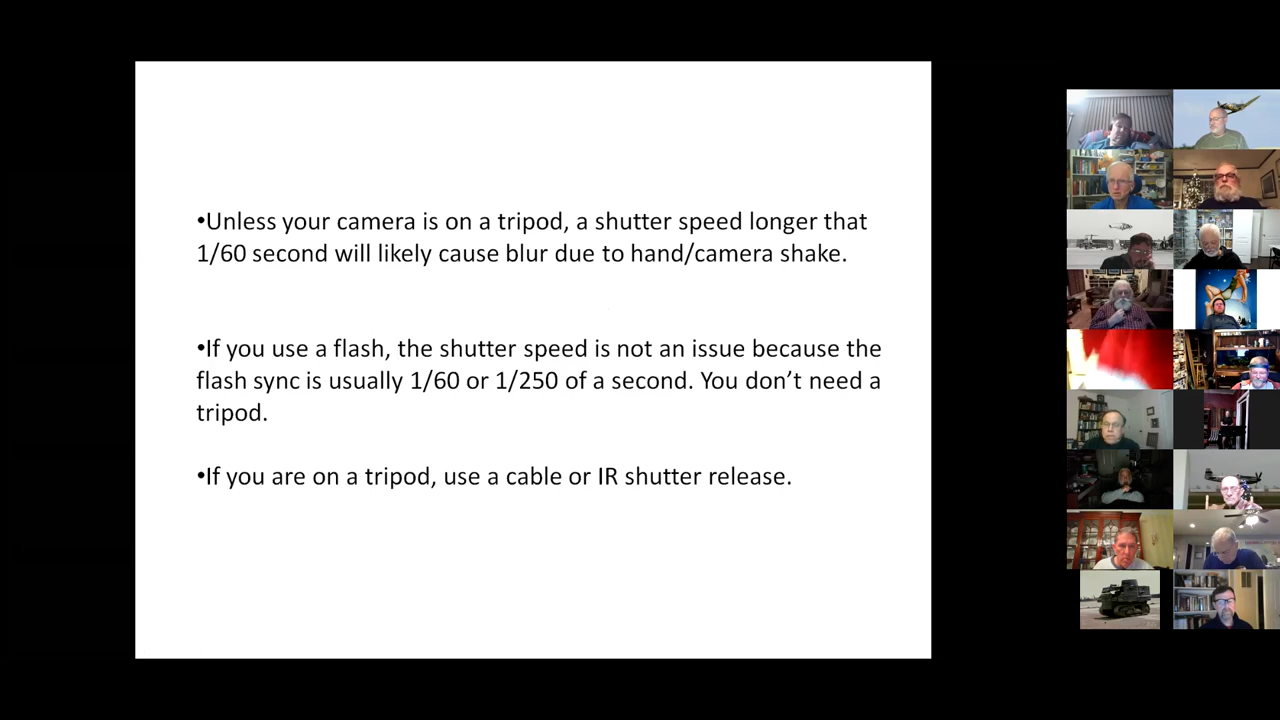 •Unless your camera is on a tripod, a shutter speed longer that
1/60 second will likely cause blur due to hand/camera shake.
•If you use a flash, the shutter speed is not an issue because the
flash sync is usually 1/60 or 1/250 of a second. You don’t need a
tripod.
•If you are on a tripod, use a cable or IR shutter release.